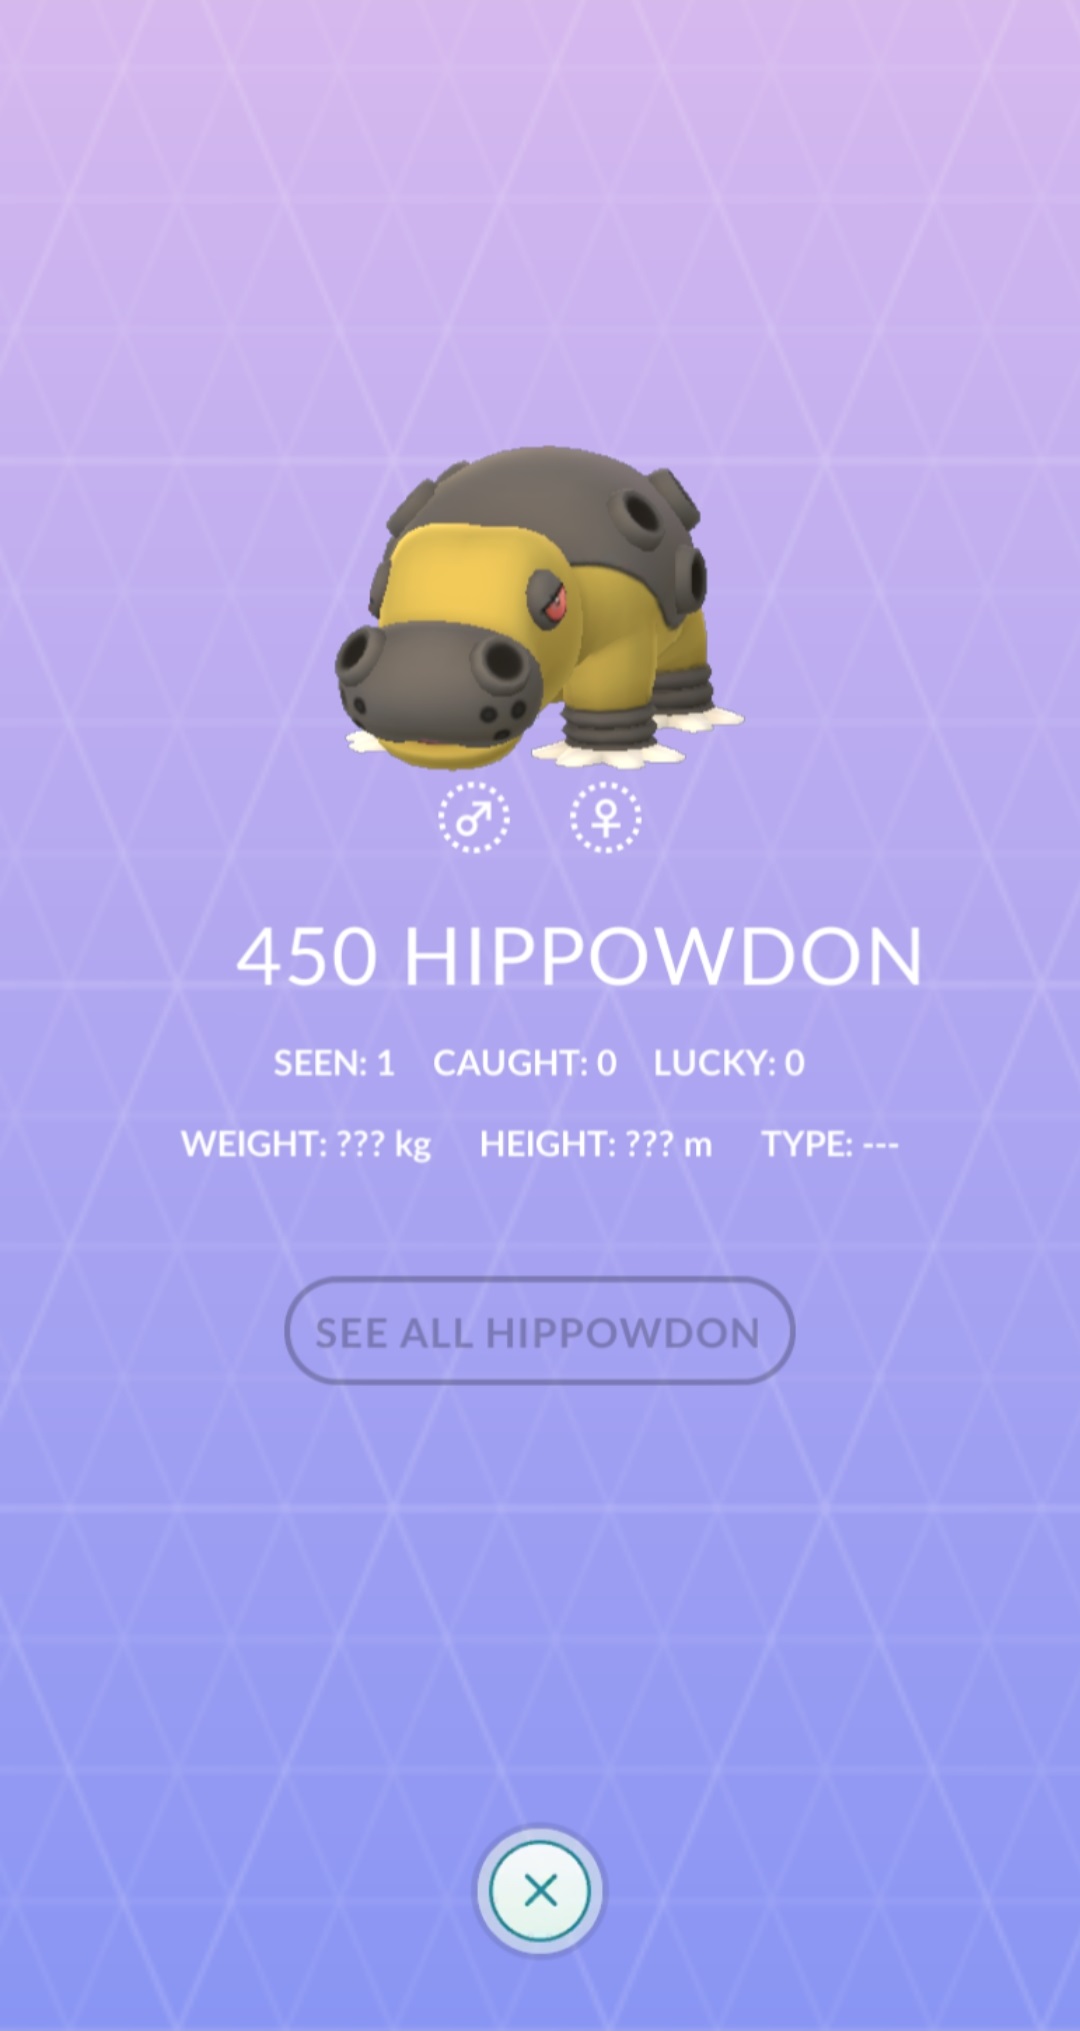 ♂ ♀
450 HIPPOWDON
SEEN: 1 CAUGHT: 0 LUCKY: 0
WEIGHT: ??? kg HEIGHT: ??? m TYPE: ---
SEE ALL HIPPOWDON